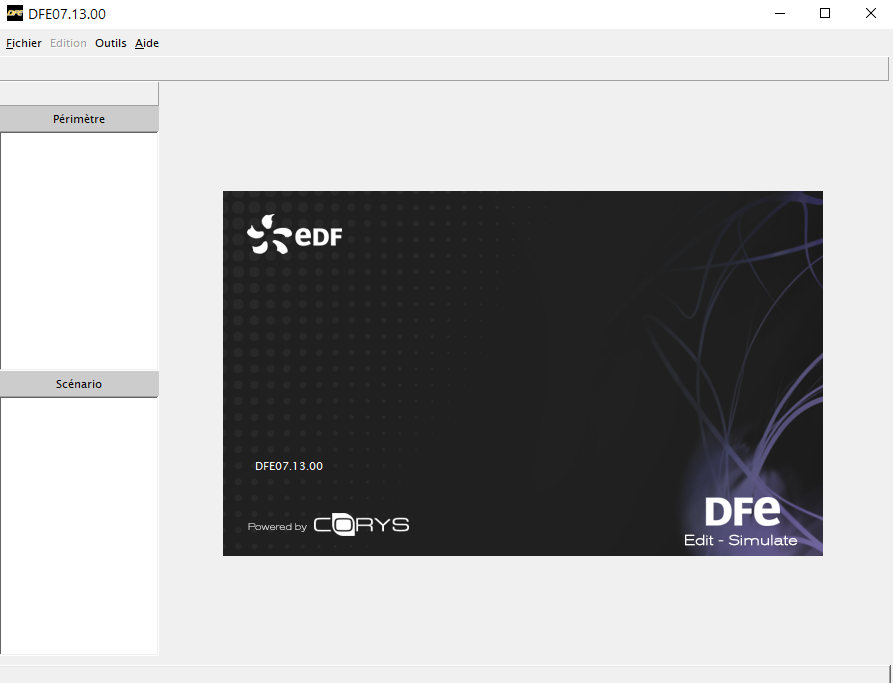 DFE07.13.00
Fichier Edition Outils Aide
Périmètre
Scénario
eDF
DFE07.13.00
Powered by CORYS
DFe
Edit - Simulate